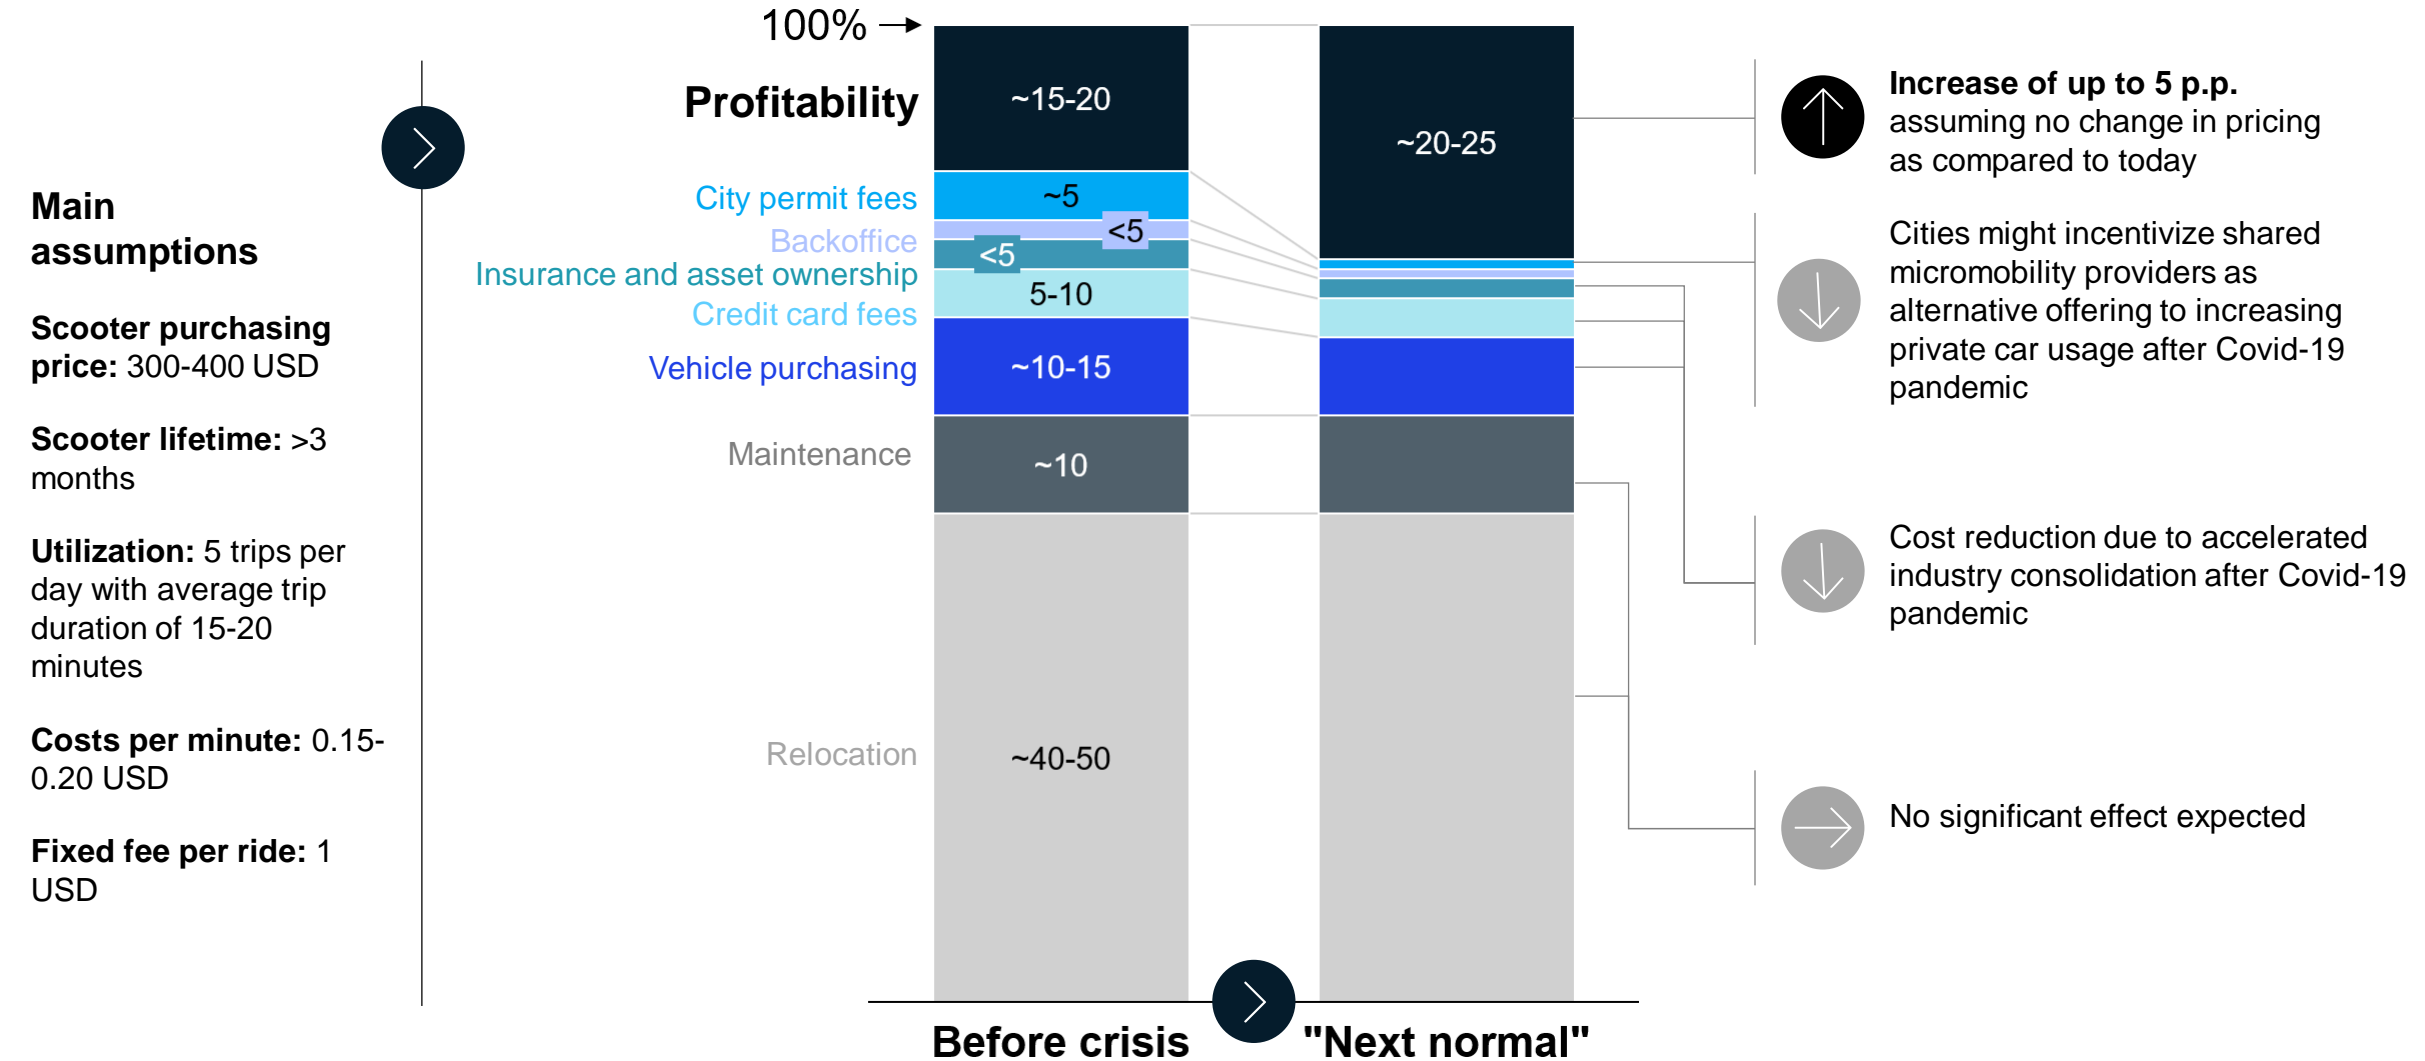 Main
assumptions
Scooter purchasing
price: 300-400 USD
Scooter lifetime: >3
months
Utilization: 5 trips per
day with average trip
duration of 15-20
minutes
Costs per minute: 0.15-
0.20 USD
Fixed fee per ride: 1
USD
100%
Profitability
~15-20
~20-25
City permit fees
~5
Backoffice
<5
Insurance and asset ownership
<5
Credit card fees
5-10
Vehicle purchasing
~10-15
Maintenance
~10
Relocation
~40-50
Before crisis
"Next normal"
Increase of up to 5 p.p.
assuming no change in pricing
as compared to today
Cities might incentivize shared
micromobility providers as
alternative offering to increasing
private car usage after Covid-19
pandemic
Cost reduction due to accelerated
industry consolidation after Covid-19
pandemic
No significant effect expected